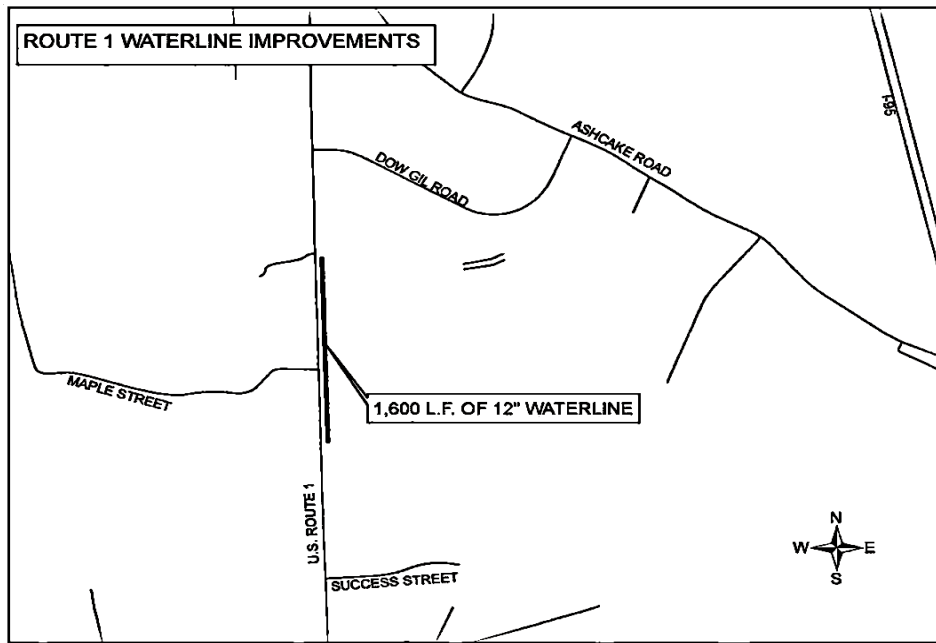 ROUTE 1 WATERLINE IMPROVEMENTS
I-95
ASHCAKE ROAD
DOW GIL ROAD
MAPLE STREET
1,600 L.F. OF 12" WATERLINE
U.S. ROUTE 1
SUCCESS STREET
N
W E
S